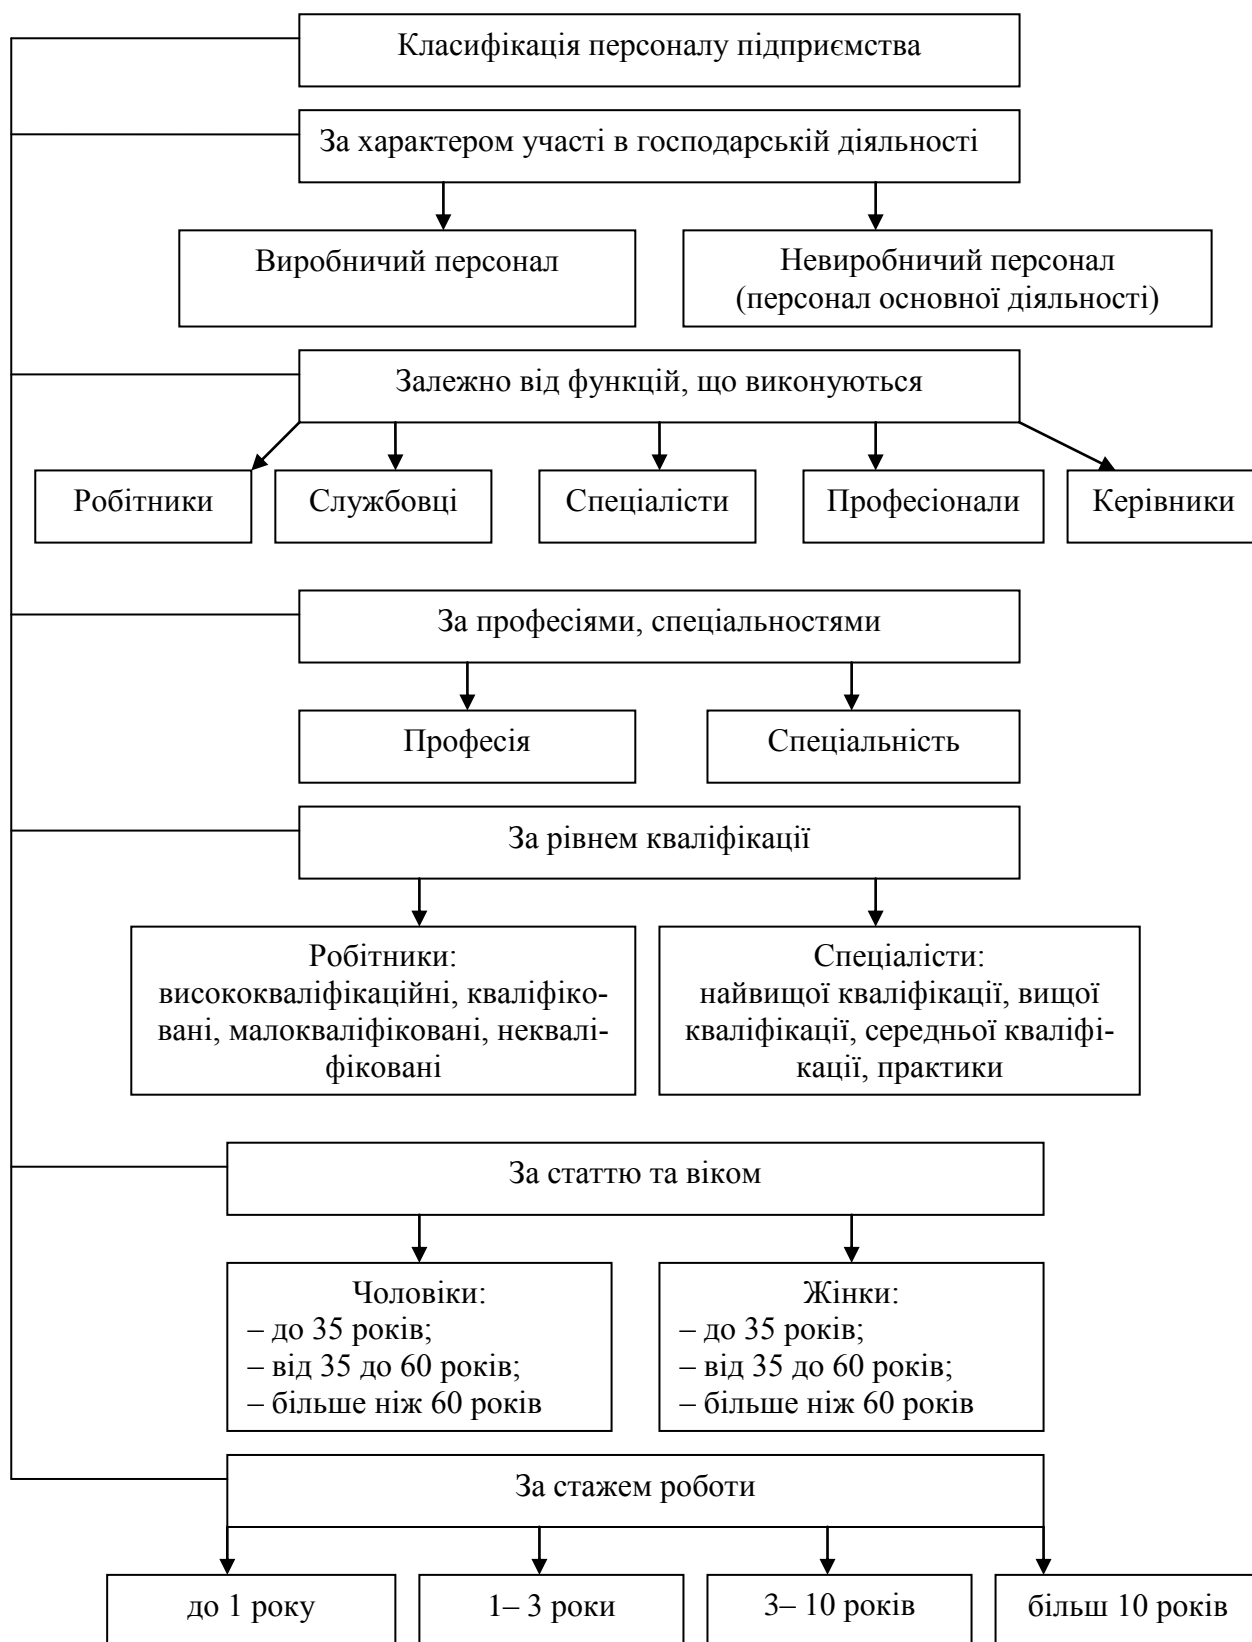 Класифікація персоналу підприємства
За характером участі в господарській діяльності
Виробничий персонал
Невиробничий персонал
(персонал основної діяльності)
Залежно від функцій, що виконуються
Робітники
Службовці
Спеціалісти
Професіонали
Керівники
За професіями, спеціальностями
Професія
Спеціальність
За рівнем кваліфікації
Робітники:
висококваліфікаційні, кваліфіко-
вані, малокваліфіковані, некваліфі-
фіковані
Спеціалісти:
найвищої кваліфікації, вищої
кваліфікації, середньої кваліфі-
кації, практики
За статтю та віком
Чоловіки:
– до 35 років;
– від 35 до 60 років;
– більше ніж 60 років
Жінки:
– до 35 років;
– від 35 до 60 років;
– більше ніж 60 років
За стажем роботи
до 1 року
1– 3 роки
3– 10 років
більш 10 років